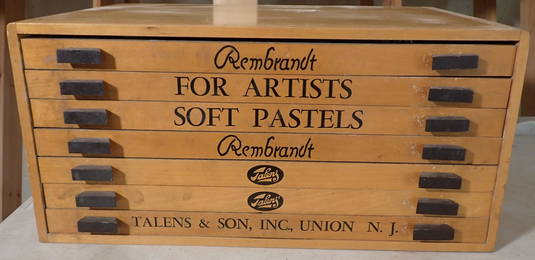 Rembrandt
FOR ARTISTS
SOFT PASTELS
Rembrandt
Talens
Talens
TALENS & SON, INC., UNION N. J.